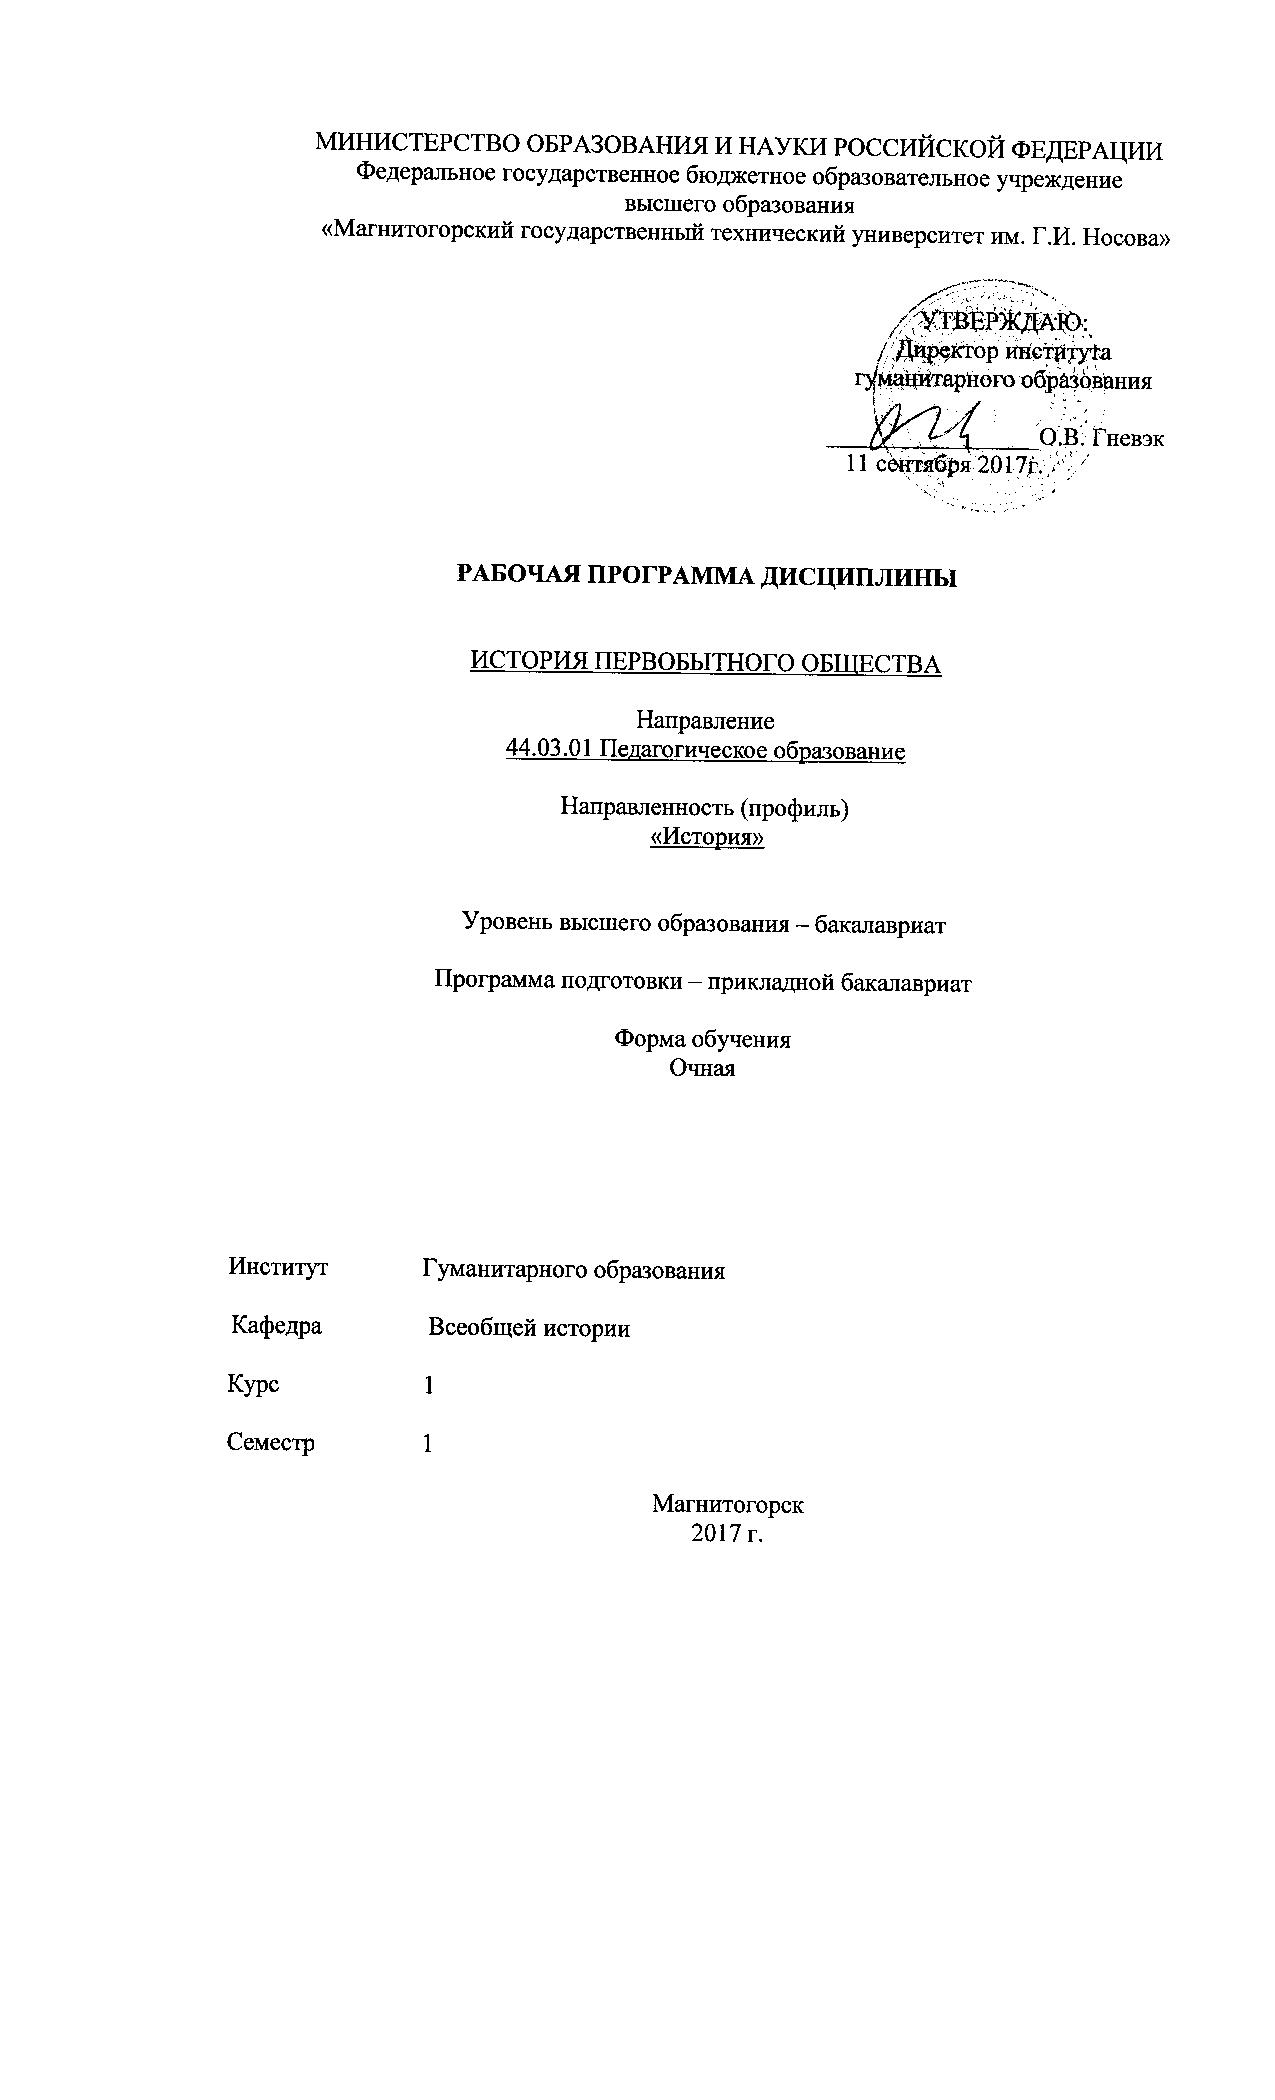 МИНИСТЕРСТВО ОБРАЗОВАНИЯ И НАУКИ РОССИЙСКОЙ ФЕДЕРАЦИИ
Федеральное государственное бюджетное образовательное учреждение
высшего образования
«Магнитогорский государственный технический университет им. Г.И. Носова»
УТВЕРЖДАЮ:
Директор института
гуманитарного образования
О.В. Гневэк
11 сентября 2017г.
РАБОЧАЯ ПРОГРАММА ДИСЦИПЛИНЫ
ИСТОРИЯ ПЕРВОБЫТНОГО ОБЩЕСТВА
Направление
44.03.01 Педагогическое образование
Направленность (профиль)
«История»
Уровень высшего образования – бакалавриат
Программа подготовки – прикладной бакалавриат
Форма обучения
Очная
Институт Гуманитарного образования
Кафедра Всеобщей истории
Курс 1
Семестр 1
Магнитогорск
2017 г.